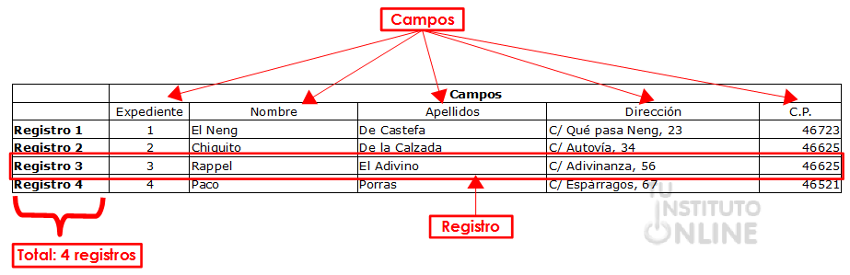 Campos
Campos
Expediente Nombre Apellidos Dirección C.P.
Registro 1 1 El Neng De Castefa C/ Qué pasa Neng, 23 46723
Registro 2 2 Chiquito De la Calzada C/ Autovía, 34 46625
Registro 3 3 Rappel El Adivino C/ Adivinanza, 56 46625
Registro 4 4 Paco Porras C/ Espárragos, 67 46521
Registro
Total: 4 registros
TU
INSTITUTO
ONLINE